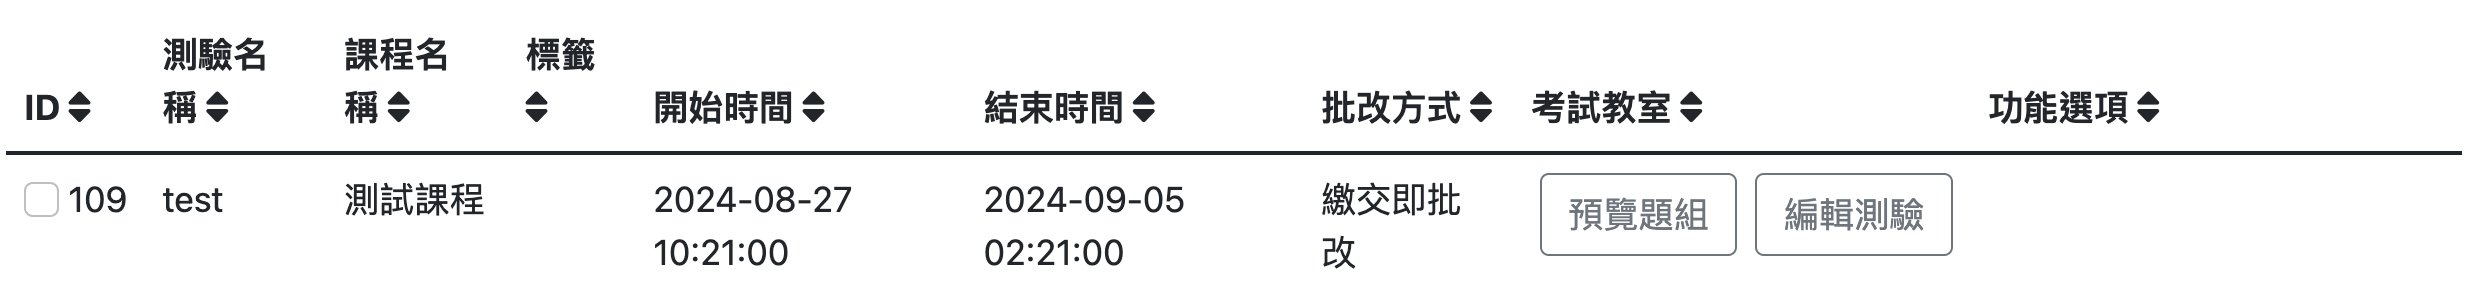 ID
測驗名
稱
課程名
稱
標籤
開始時間
結束時間
批改方式
考試教室
功能選項
109
test
測試課程
2024-08-27
10:21:00
2024-09-05
02:21:00
繳交即批
改
預覽題組
編輯測驗